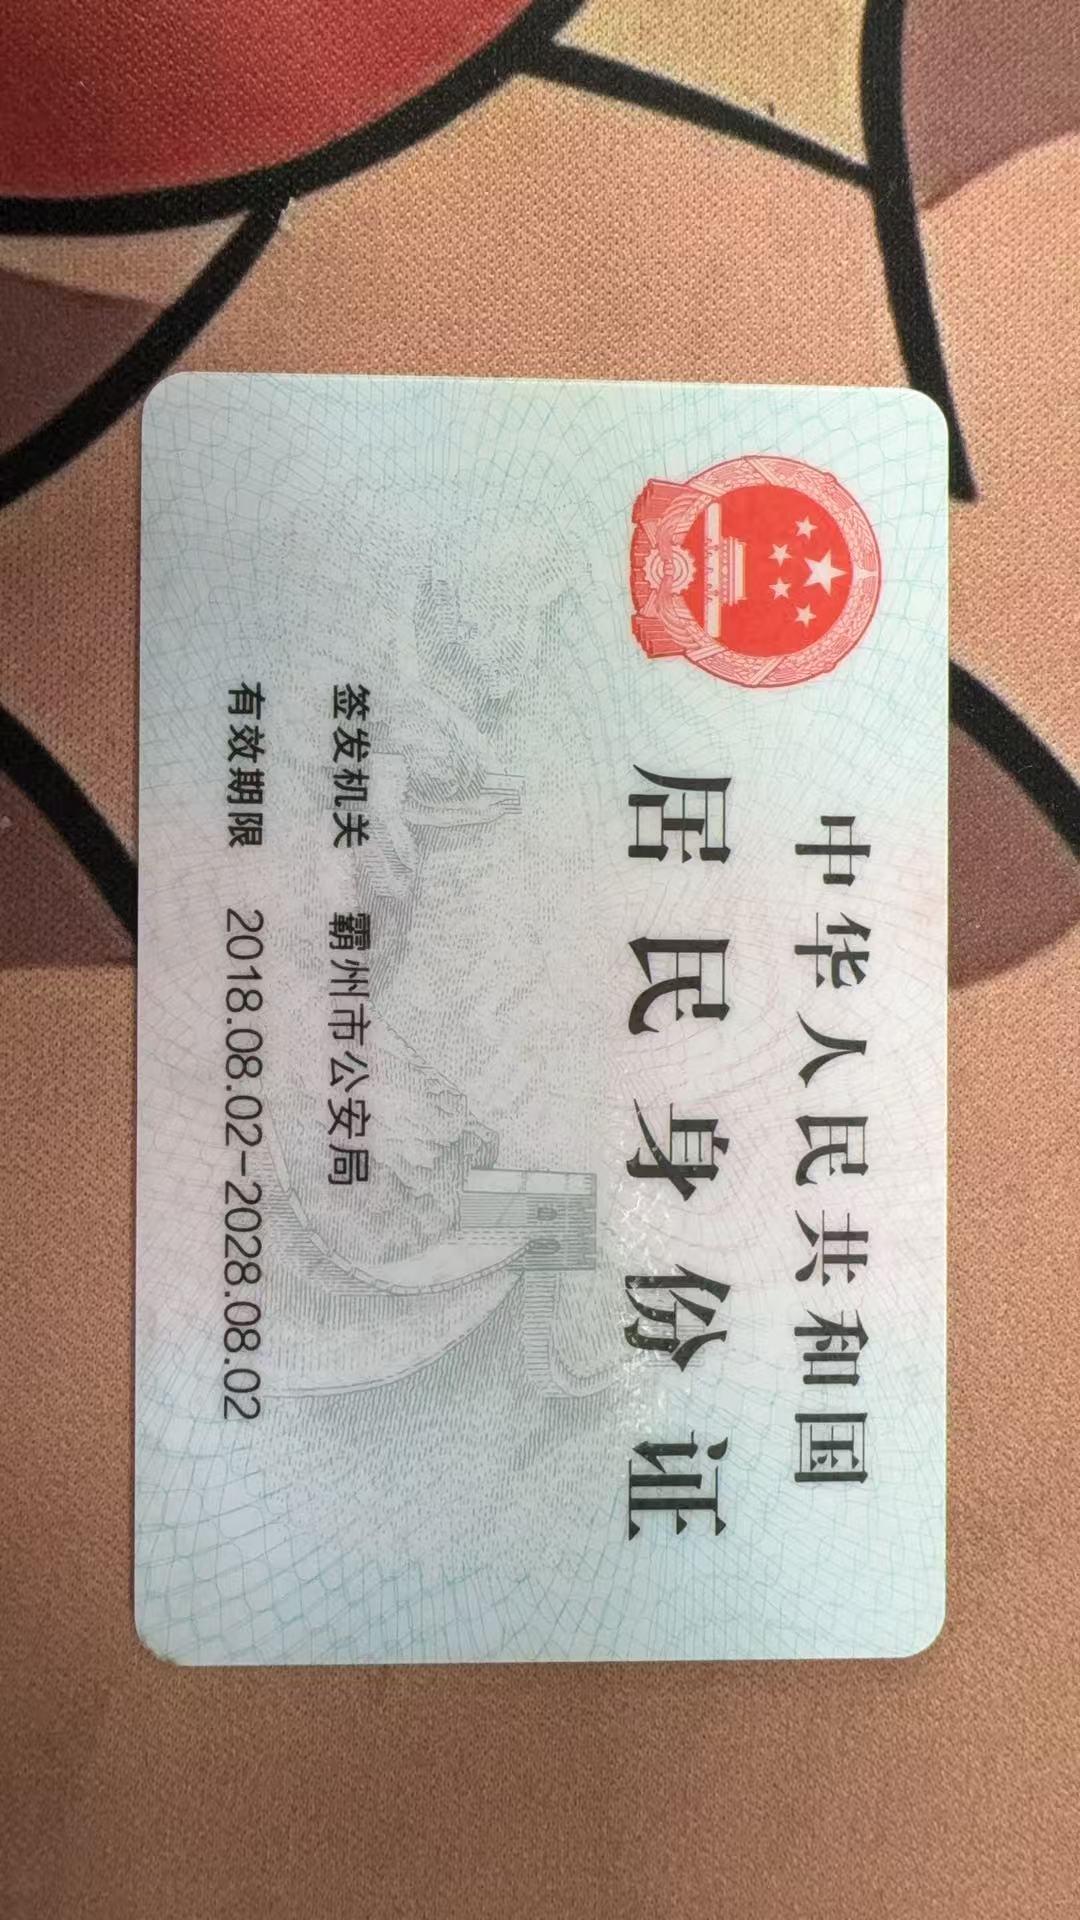 中华人民共和国
居民身份证
签发机关 霸州市公安局
有效期限 2018.08.02-2028.08.02